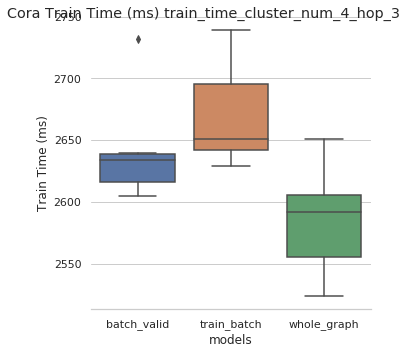 Cora Train Time (ms) train_time_cluster_num_4_hop_3
2750
2700
2650
2600
2550
Train Time (ms)
batch_valid train_batch whole_graph
models